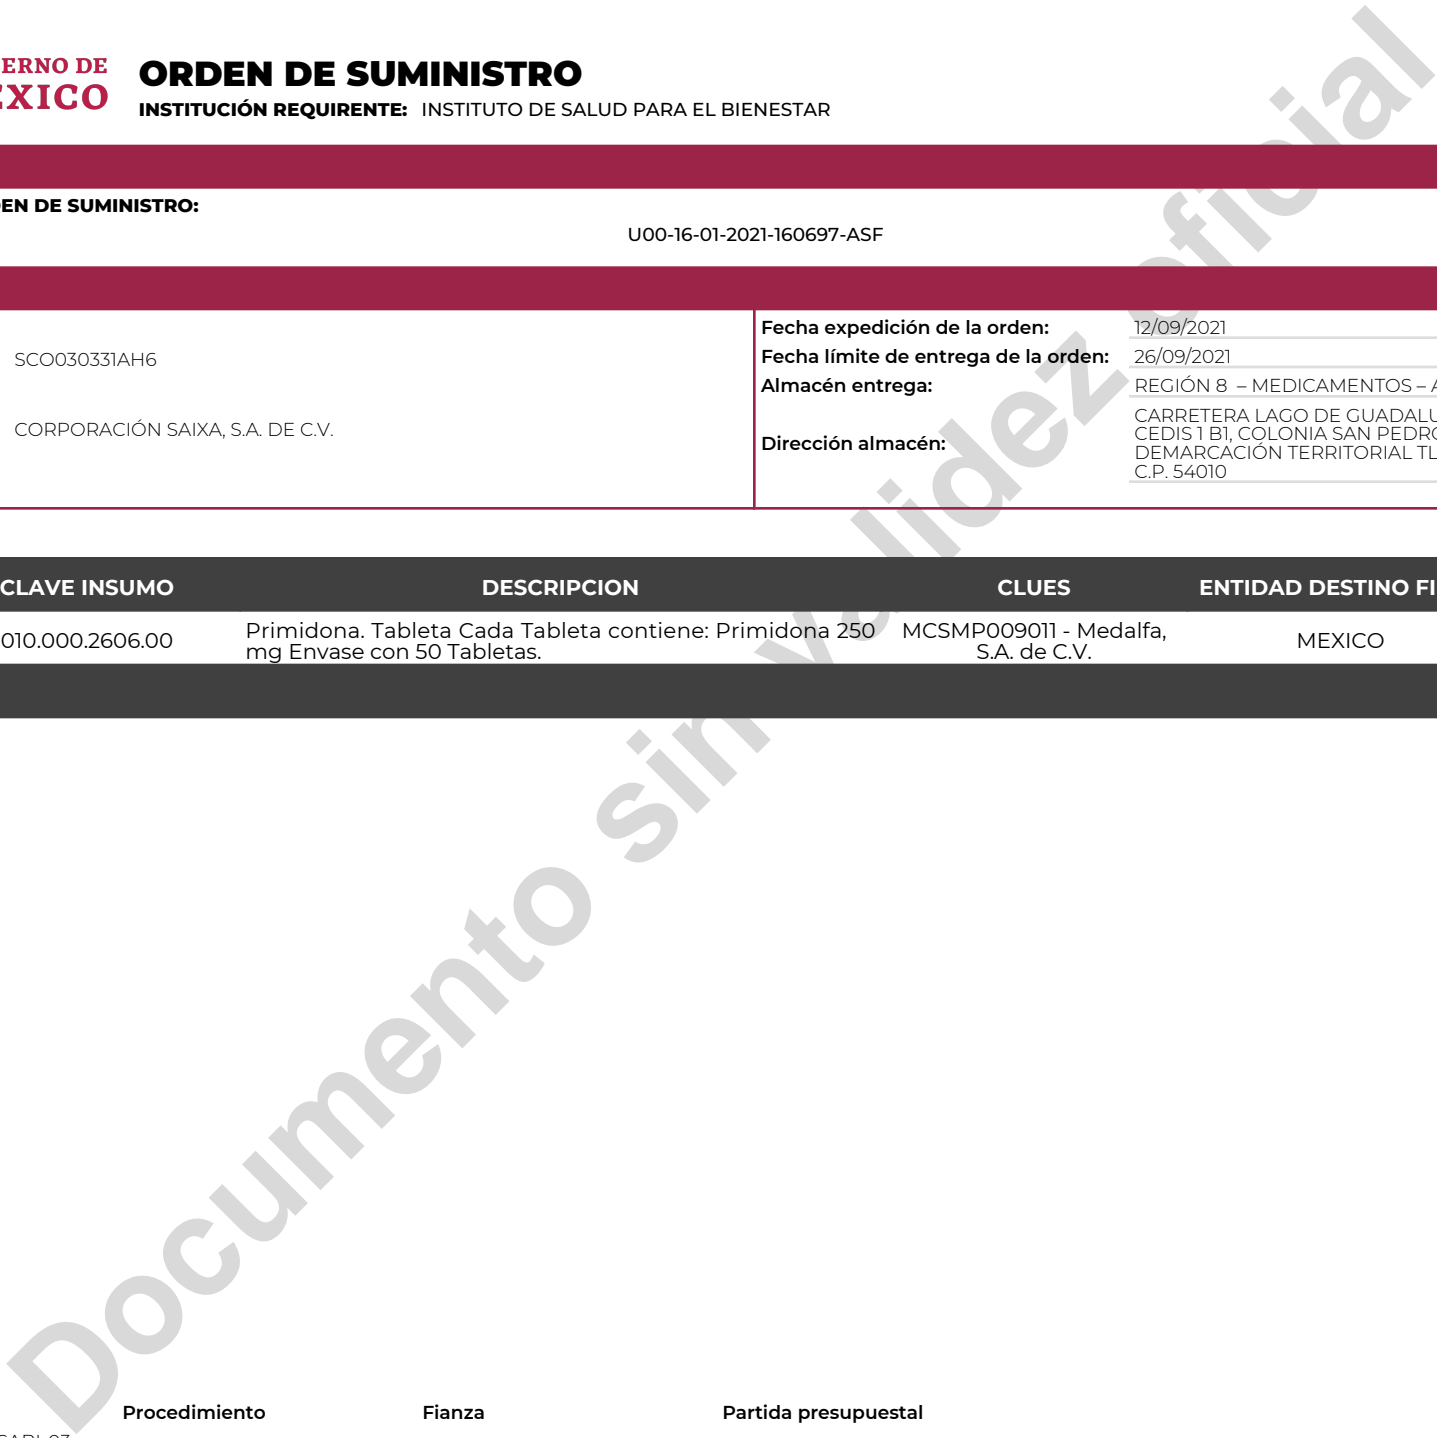 ERNO DE
EXICO
ORDEN DE SUMINISTRO
INSTITUCIÓN REQUIRENTE: INSTITUTO DE SALUD PARA EL BIENESTAR
EN DE SUMINISTRO:
U00-16-01-2021-160697-ASF
SCO030331AH6
CORPORACIÓN SAIXA, S.A. DE C.V.
Fecha expedición de la orden: 12/09/2021
Fecha límite de entrega de la orden: 26/09/2021
Almacén entrega: REGIÓN 8 – MEDICAMENTOS – A
Dirección almacén:
CARRETERA LAGO DE GUADALU
CEDIS 1 B1, COLONIA SAN PEDRO
DEMARCACIÓN TERRITORIAL TL
C.P. 54010
CLAVE INSUMO DESCRIPCION CLUES ENTIDAD DESTINO FI
010.000.2606.00
Primidona. Tableta Cada Tableta contiene: Primidona 250
mg Envase con 50 Tabletas.
MCSMP009011 - Medalfa,
S.A. de C.V.
MEXICO
Documento sin validez oficial
Procedimiento Fianza Partida presupuestal